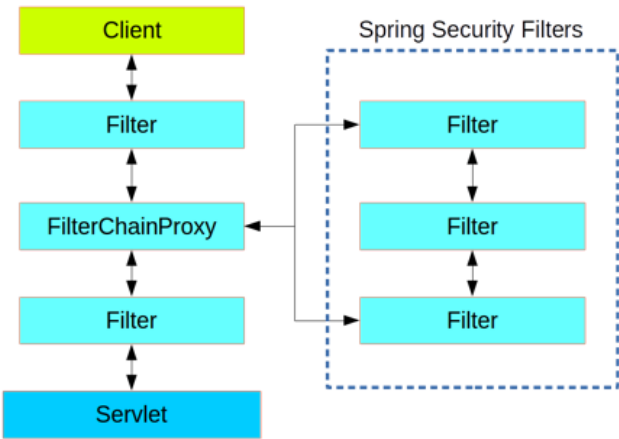 Client
Filter
FilterChainProxy
Filter
Servlet
Spring Security Filters
Filter
Filter
Filter